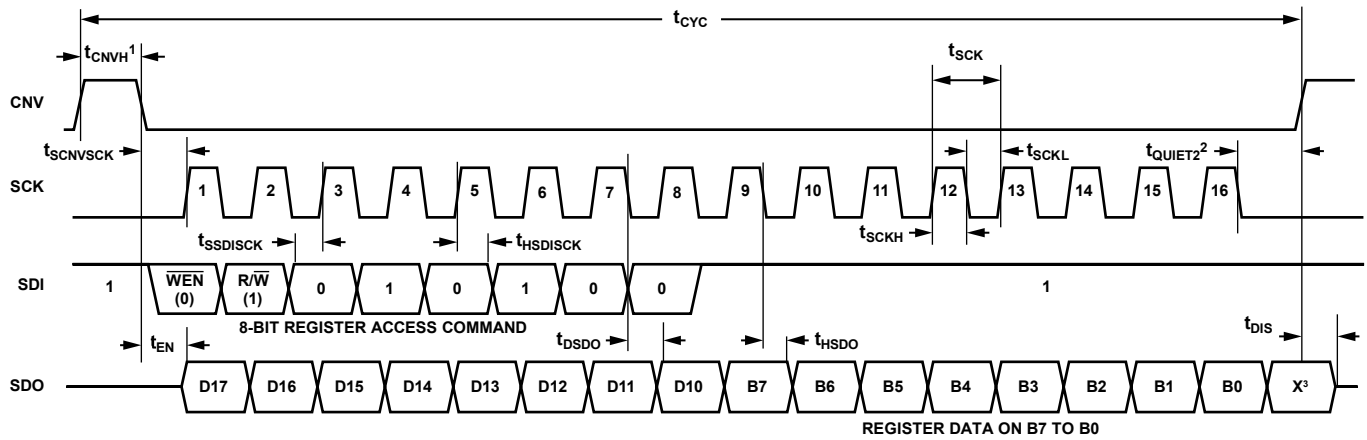 tCYC
tCNVH1
tSCK
CNV
tSCNVSCK
tSCKL
tQUIET22
SCK
1 2 3 4 5 6 7 8 9 10 11 12 13 14 15 16
tSSDISCK
tHSDISCK
tSCKH
SDI
1
WEN (0)
R/W (1)
0 1 0 1 0 0
1
8-BIT REGISTER ACCESS COMMAND
tEN
tDSDO
tHSDO
tDIS
SDO
D17 D16 D15 D14 D13 D12 D11 D10 B7 B6 B5 B4 B3 B2 B1 B0 X3
REGISTER DATA ON B7 TO B0